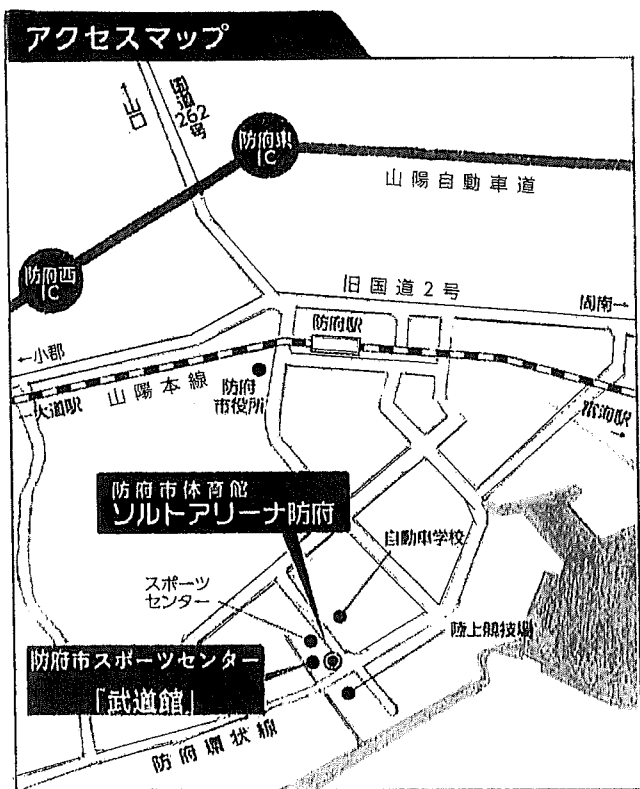 アクセスマップ
↑山口
国道262号
防府東
IC
山陽自動車道
防府西
IC
旧国道2号
周南→
防府駅
←小郡
←大道駅
山陽本線
防府
市役所
富海駅
→
防府市体育館
ソルトアリーナ防府
自動車学校
スポーツ
センター
陸上競技場
防府市スポーツセンター
「武道館」
防府環状線